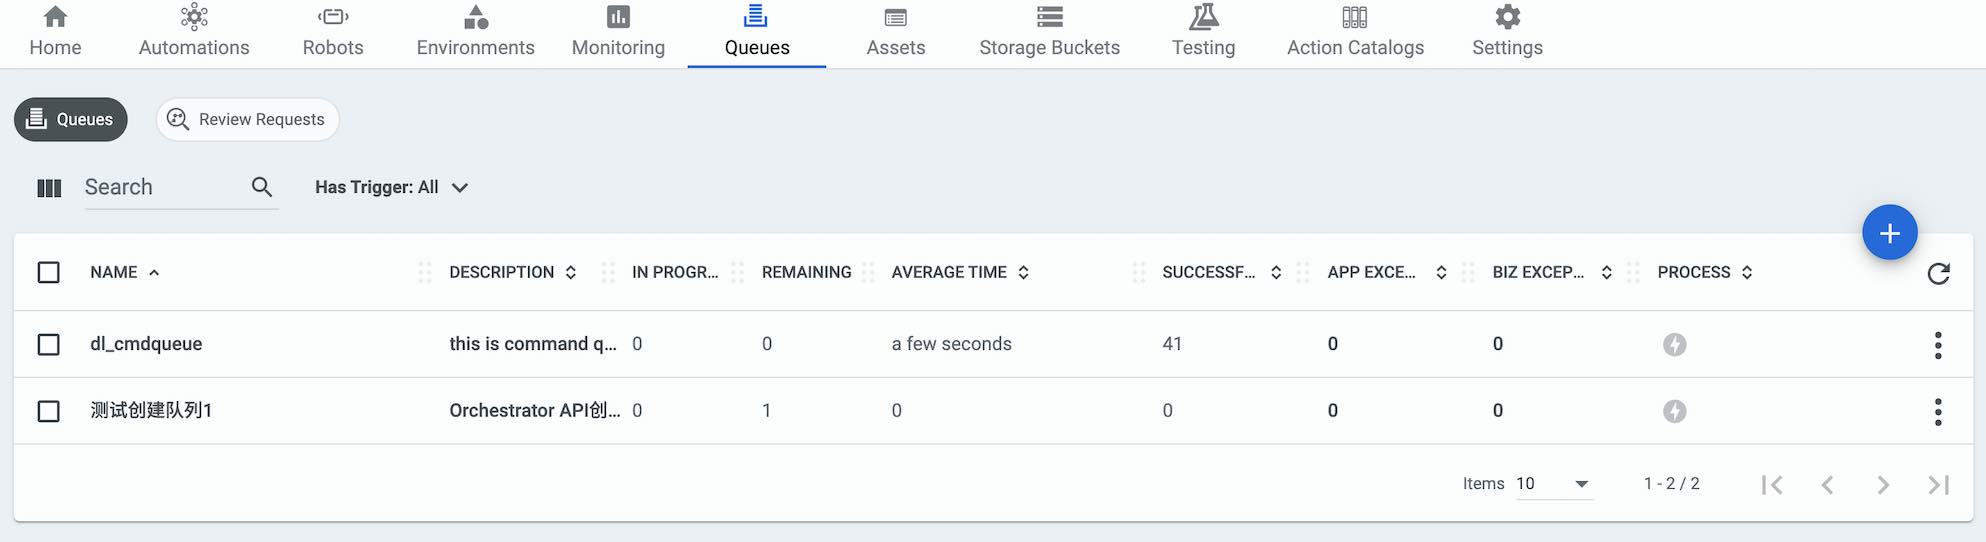 Home Automations Robots Environments Monitoring Queues Assets Storage Buckets Testing Action Catalogs Settings
Queues Review Requests
Search Has Trigger: All
NAME DESCRIPTION IN PROGR... REMAINING AVERAGE TIME SUCCESSF... APP EXCE... BIZ EXCEP... PROCESS
dl_cmdqueue this is command q... 0 0 a few seconds 41 0 0
测试创建队列1 Orchestrator API创... 0 1 0 0 0 0
Items 10 1 - 2 / 2